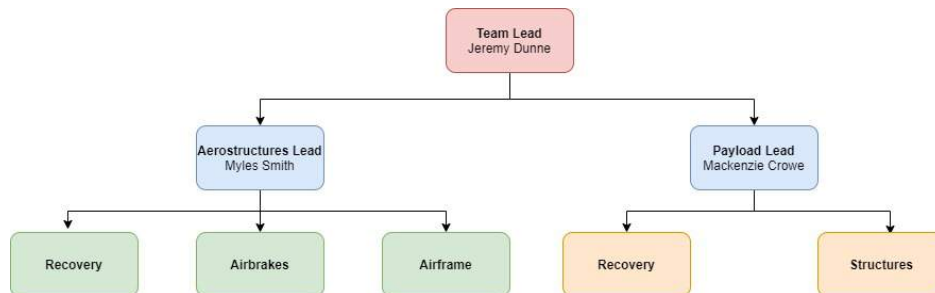 Team Lead
Jeremy Dunne
Aerostructures Lead
Myles Smith
Payload Lead
Mackenzie Crowe
Recovery
Airbrakes
Airframe
Recovery
Structures